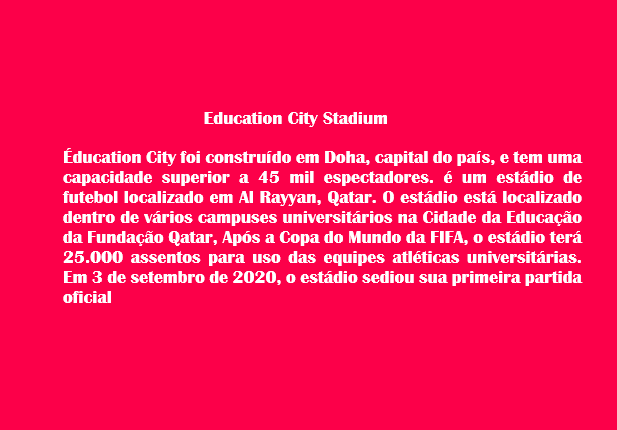 Education City Stadium
Éducation City foi construído em Doha, capital do país, e tem uma
capacidade superior a 45 mil espectadores. é um estádio de
futebol localizado em Al Rayyan, Qatar. O estádio está localizado
dentro de vários campuses universitários na Cidade da Educação
da Fundação Qatar, Após a Copa do Mundo da FIFA, o estádio terá
25.000 assentos para uso das equipes atléticas universitárias.
Em 3 de setembro de 2020, o estádio sediou sua primeira partida
oficial